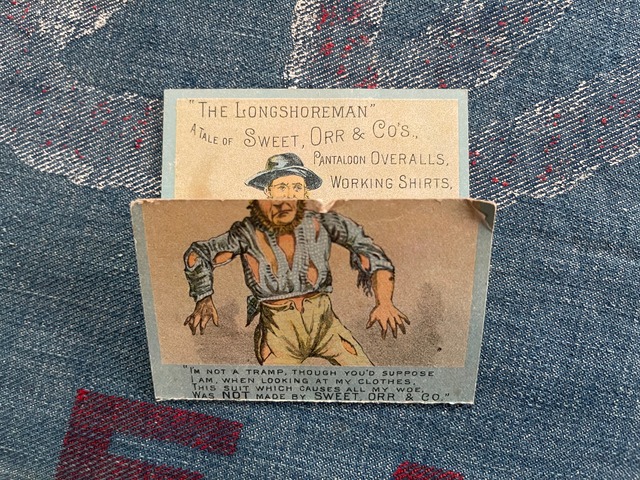 "THE LONGSHOREMAN"
A TALE OF SWEET, ORR & CO'S.,
PANTALOON OVERALLS,
WORKING SHIRTS,
"I'M NOT A TRAMP, THOUGH YOU'D SUPPOSE
I AM, WHEN LOOKING AT MY CLOTHES,
THIS SUIT WHICH CAUSES ALL MY WOE,
WAS NOT MADE BY SWEET, ORR & CO."